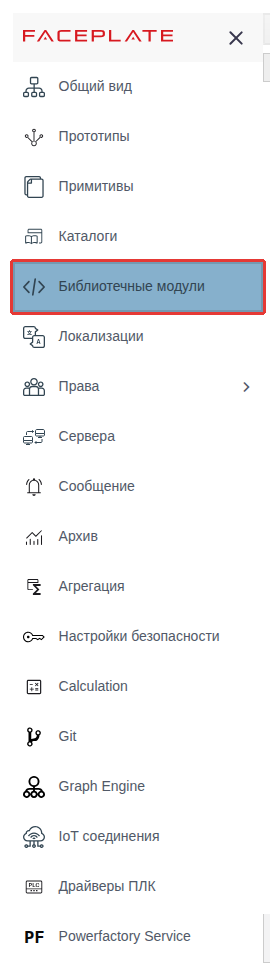 FACEPLATE
Общий вид
Прототипы
Примитивы
Каталоги
Библиотечные модули
Локализации
Права
Сервера
Сообщение
Архив
Агрегация
Настройки безопасности
Calculation
Git
Graph Engine
IoT соединения
PLC
Драйверы ПЛК
PF Powerfactory Service